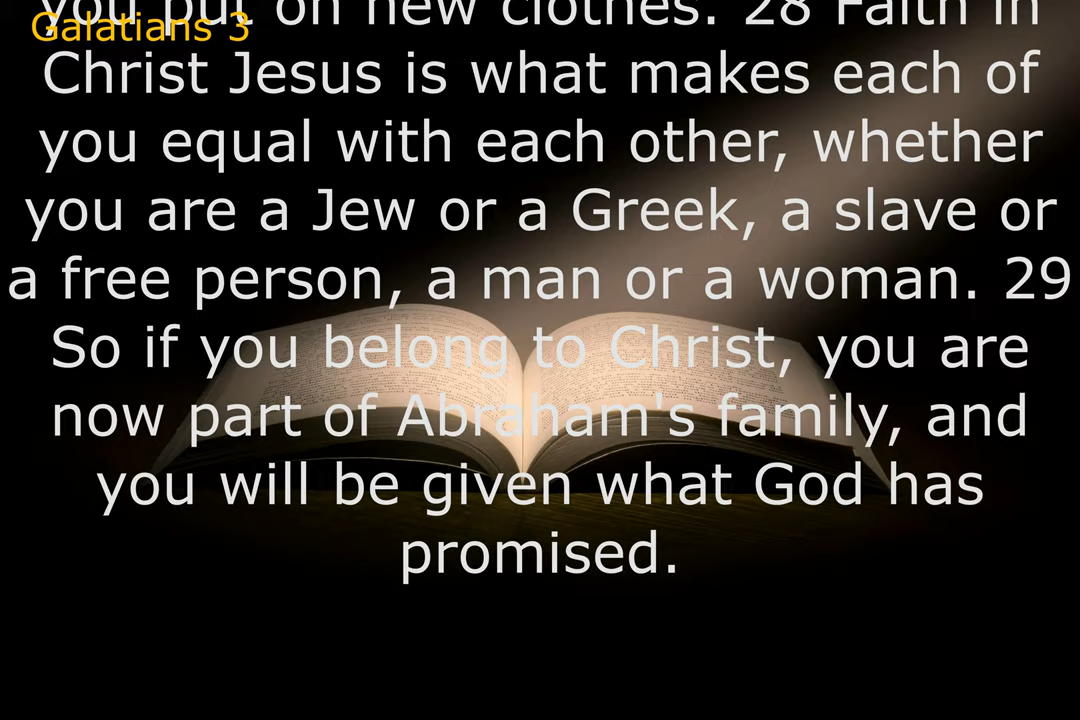 you put on new clothes. 28 Faith in
Galatians 3
Christ Jesus is what makes each of
you equal with each other, whether
you are a Jew or a Greek, a slave or
a free person, a man or a woman. 29
So if you belong to Christ, you are
now part of Abraham's family, and
you will be given what God has
promised.